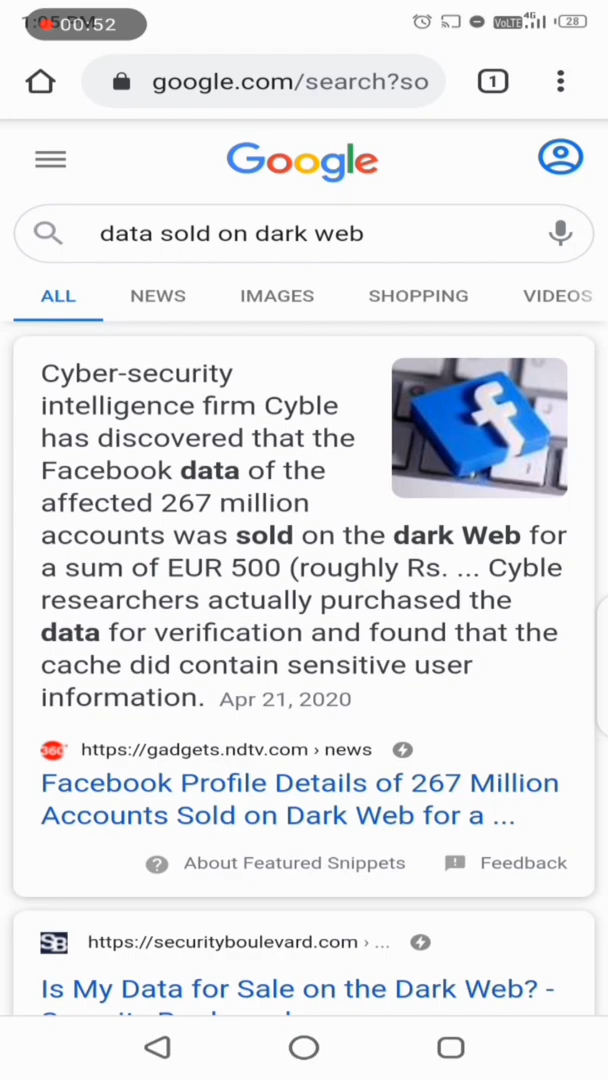 00:52
VoLTE 4G 28
google.com/search?so
1
Google
data sold on dark web
ALL NEWS IMAGES SHOPPING VIDEOS
Cyber-security
intelligence firm Cyble
has discovered that the
Facebook data of the
affected 267 million
accounts was sold on the dark Web for
a sum of EUR 500 (roughly Rs. ... Cyble
researchers actually purchased the
data for verification and found that the
cache did contain sensitive user
information. Apr 21, 2020
360
https://gadgets.ndtv.com › news
Facebook Profile Details of 267 Million
Accounts Sold on Dark Web for a ...
About Featured Snippets Feedback
SB
https://securityboulevard.com › ...
Is My Data for Sale on the Dark Web? -